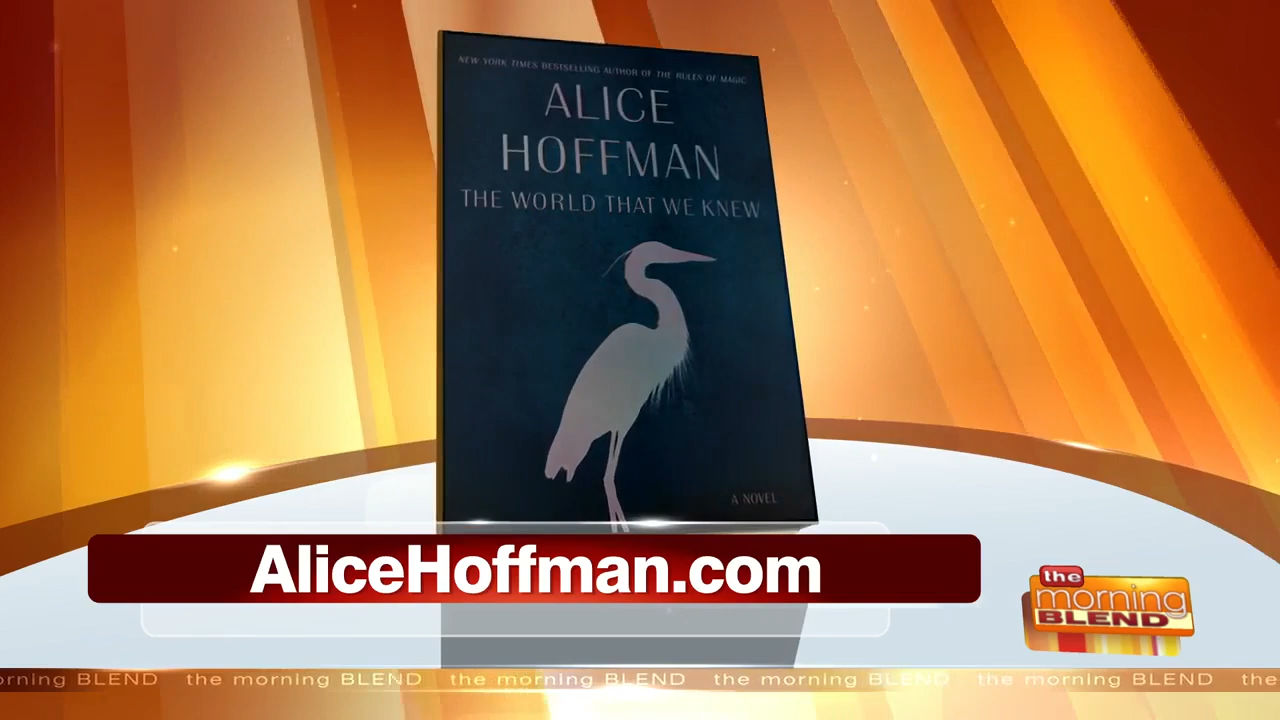 NEW YORK TIMES BESTSELLING AUTHOR OF THE RULES OF MAGIC
ALICE
HOFFMAN
THE WORLD THAT WE KNEW
A NOVEL
AliceHoffman.com
the
morning
BLEND
orning BLEND the morning BLEND the morning BLEND the morning BLEND the morning BLEND the